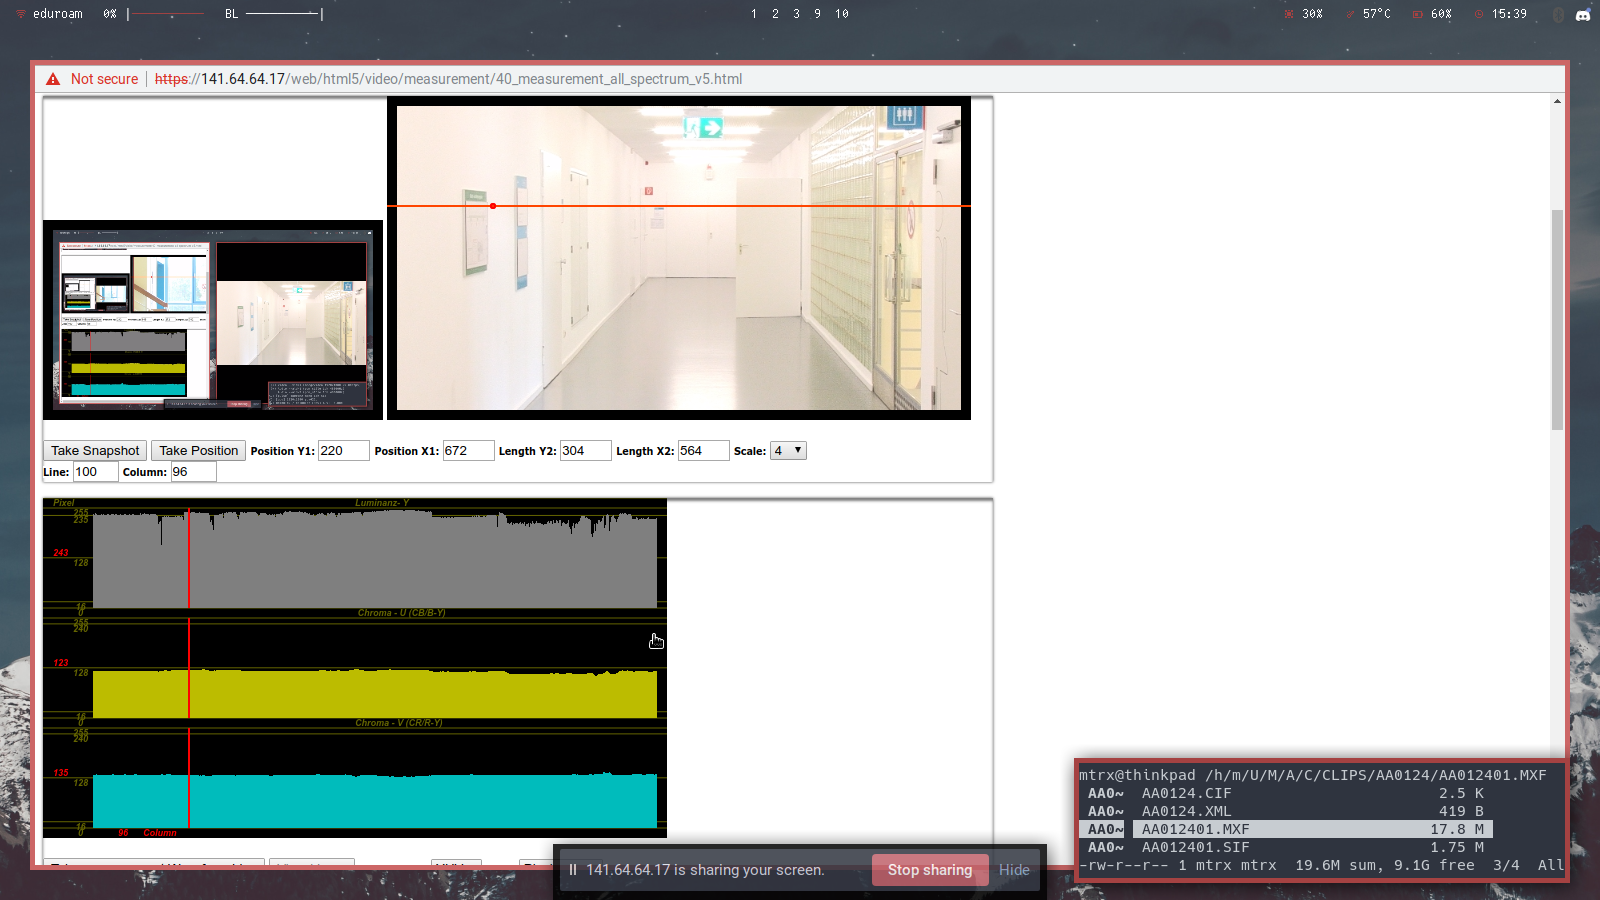 eduroam 0% BL 1 2 3 9 10 30% 57°C 60% 15:39
Not secure https://141.64.64.17/web/html5/video/measurement/40_measurement_all_spectrum_v5.html
Take Snapshot Take Position Position Y1: 220 Position X1: 672 Length Y2: 304 Length X2: 564 Scale: 4
Line: 100 Column: 96
Pixel Luminanz- Y
255
235
243
128
16
0
Chroma - U (CB/B-Y)
255
240
123
128
16
0
Chroma - V (CR/R-Y)
255
240
135
128
16
0
96 Column
mtrx@thinkpad /h/m/U/M/A/C/CLIPS/AA0124/AA012401.MXF
AA0~ AA0124.CIF 2.5 K
AA0~ AA0124.XML 419 B
AA0~ AA012401.MXF 17.8 M
AA0~ AA012401.SIF 1.75 M
-rw-r--r-- 1 mtrx mtrx 19.6M sum, 9.1G free 3/4 All
141.64.64.17 is sharing your screen. Stop sharing Hide